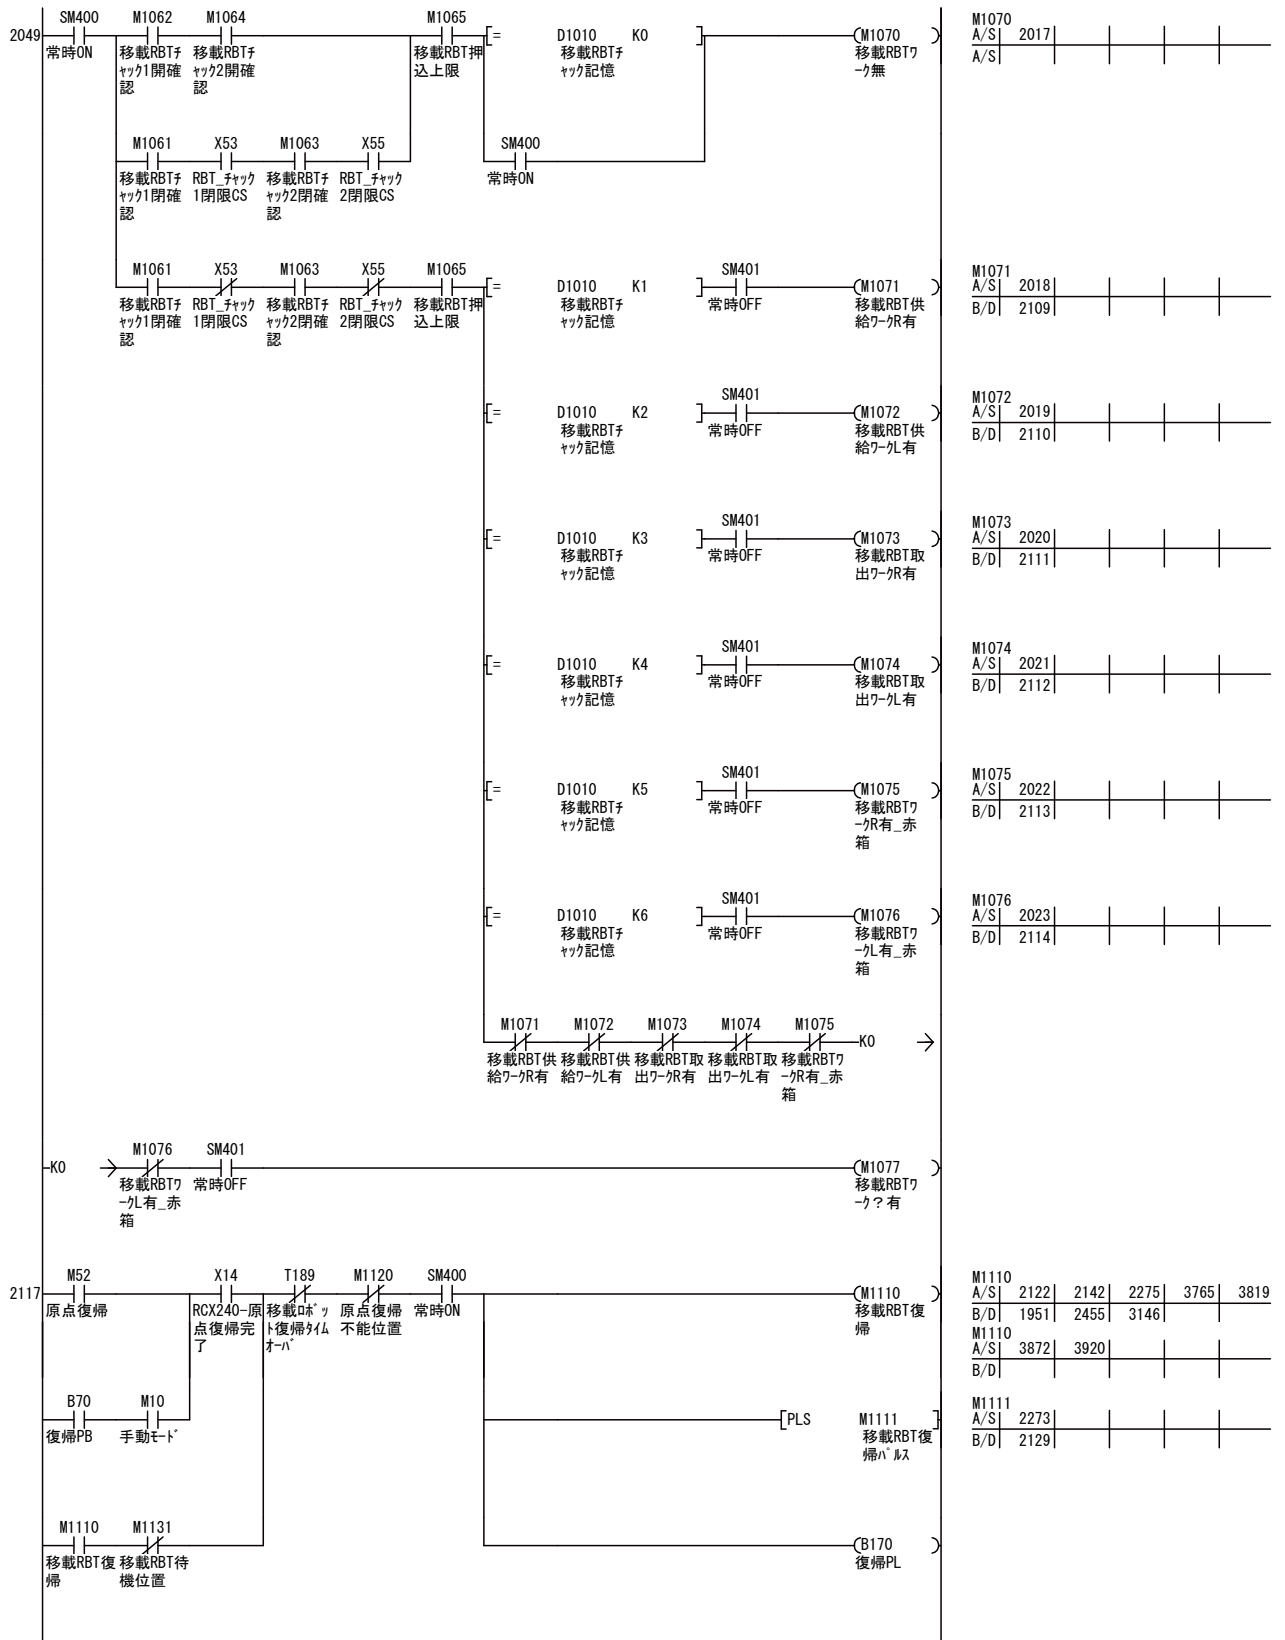 SM400 M1062 M1064 M1065 M1070
2049 [= D1010 K0 ] (M1070 ) A/S 2017
常時ON 移載RBTチ 移載RBTチ 移載RBT押 移載RBTチ 移載RBTワ A/S
ャック1開確 ャック2開確 込上限 ャック記憶 ーク無
認 認
M1061 X53 M1063 X55 SM400
移載RBTチ RBT_チャック 移載RBTチ RBT_チャック 常時ON
ャック1閉確 1閉限CS ャック2閉確 2閉限CS
認 認
M1061 X53 M1063 X55 M1065 SM401 M1071
[= D1010 K1 ] (M1071 ) A/S 2018
移載RBTチ RBT_チャック 移載RBTチ RBT_チャック 移載RBT押 移載RBTチ 常時OFF 移載RBT供 B/D 2109
ャック1閉確 1閉限CS ャック2閉確 2閉限CS 込上限 ャック記憶 給ワークR有
認 認
SM401 M1072
[= D1010 K2 ] (M1072 ) A/S 2019
移載RBTチ 常時OFF 移載RBT供 B/D 2110
ャック記憶 給ワークL有
SM401 M1073
[= D1010 K3 ] (M1073 ) A/S 2020
移載RBTチ 常時OFF 移載RBT取 B/D 2111
ャック記憶 出ワークR有
SM401 M1074
[= D1010 K4 ] (M1074 ) A/S 2021
移載RBTチ 常時OFF 移載RBT取 B/D 2112
ャック記憶 出ワークL有
SM401 M1075
[= D1010 K5 ] (M1075 ) A/S 2022
移載RBTチ 常時OFF 移載RBTワ B/D 2113
ャック記憶 ークR有_赤
箱
SM401 M1076
[= D1010 K6 ] (M1076 ) A/S 2023
移載RBTチ 常時OFF 移載RBTワ B/D 2114
ャック記憶 ークL有_赤
箱
M1071 M1072 M1073 M1074 M1075
K0
移載RBT供 移載RBT供 移載RBT取 移載RBT取 移載RBTワ
給ワークR有 給ワークL有 出ワークR有 出ワークL有 ークR有_赤
箱
M1076 SM401
K0 (M1077 )
移載RBTワ 常時OFF 移載RBTワ
ークL有_赤 ーク?有
箱
M52 X14 T189 M1120 SM400 M1110
2117 (M1110 ) A/S 2122 2142 2275 3765 3819
原点復帰 RCX240-原 移載ロボッ 原点復帰 常時ON 移載RBT復 B/D 1951 2455 3146
点復帰完 ト復帰タイム 不能位置 帰 M1110
了 オーバ A/S 3872 3920
B/D
B70 M10 M1111
[PLS M1111 ] A/S 2273
復帰PB 手動モード 移載RBT復 B/D 2129
帰パルス
M1110 M1131
(B170 )
移載RBT復 移載RBT待 復帰PL
帰 機位置